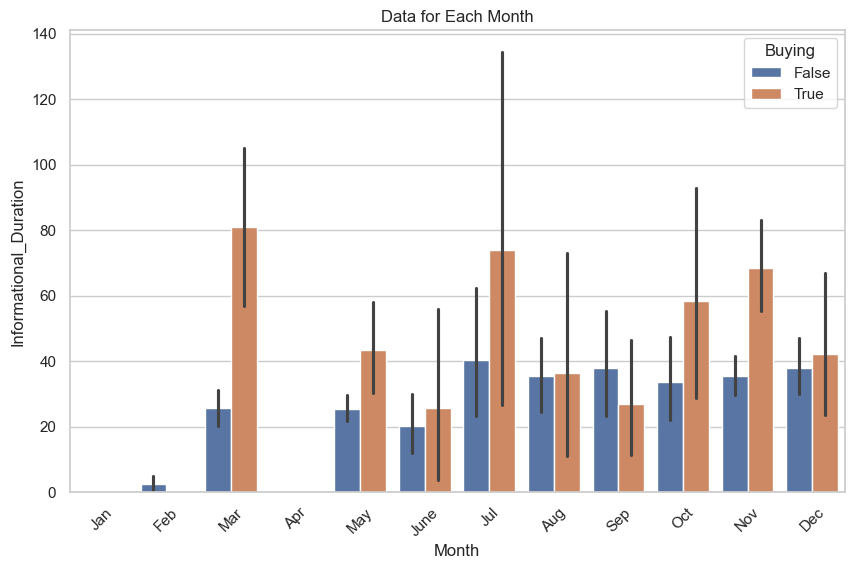 Data for Each Month
Informational_Duration
140
120
100
80
60
40
20
0
Buying
False
True
Jan
Feb
Mar
Apr
May
June
Jul
Aug
Sep
Oct
Nov
Dec
Month